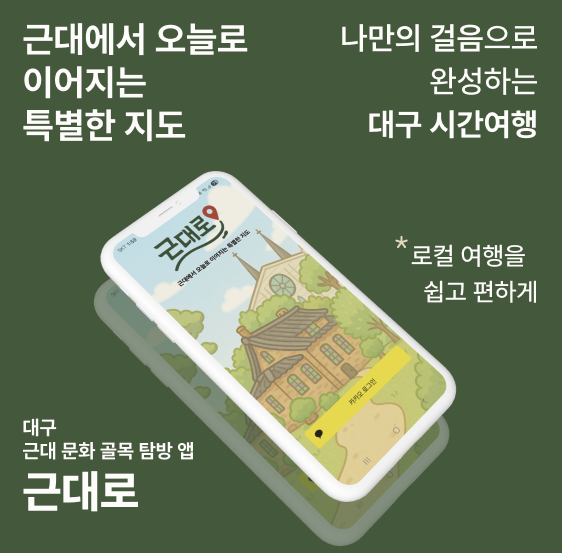 근대에서 오늘로
이어지는
특별한 지도
나만의 걸음으로
완성하는
대구 시간여행
근대로
근대에서 오늘로 이어지는 특별한 지도
카카오 로그인
*로컬 여행을
쉽고 편하게
대구
근대 문화 골목 탐방 앱
근대로